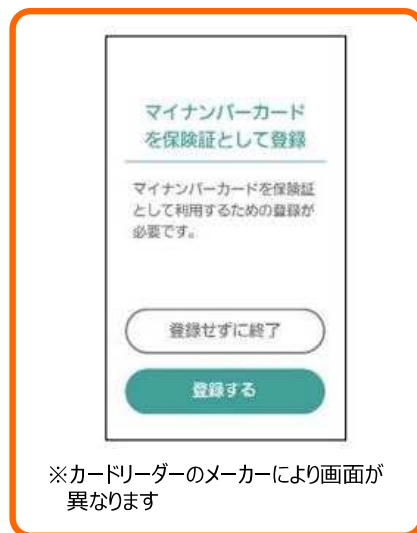 マイナンバーカード
を保険証として登録
マイナンバーカードを保険証
として利用するための登録が
必要です。
登録せずに終了
登録する
※カードリーダーのメーカーにより画面が
異なります